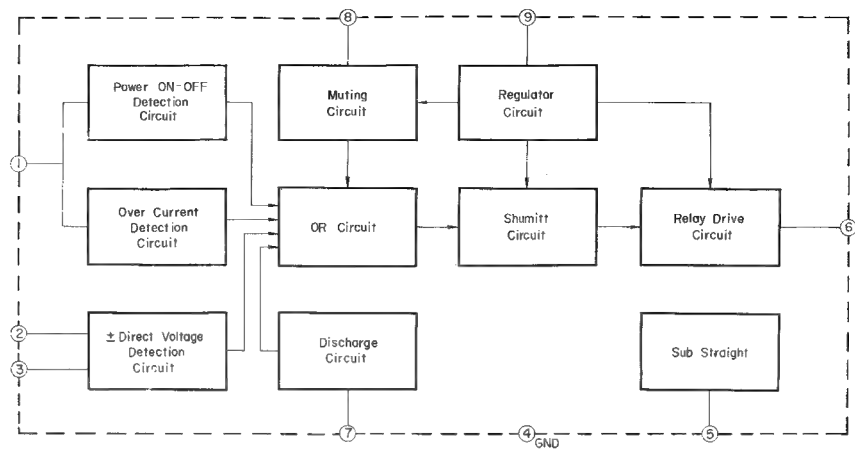 8
9
Power ON-OFF
Detection
Circuit
Muting
Circuit
Regulator
Circuit
1
Over Current
Detection
Circuit
OR Circuit
Shumitt
Circuit
Relay Drive
Circuit
6
2
3
± Direct Voltage
Detection
Circuit
Discharge
Circuit
Sub Straight
7
4
GND
5